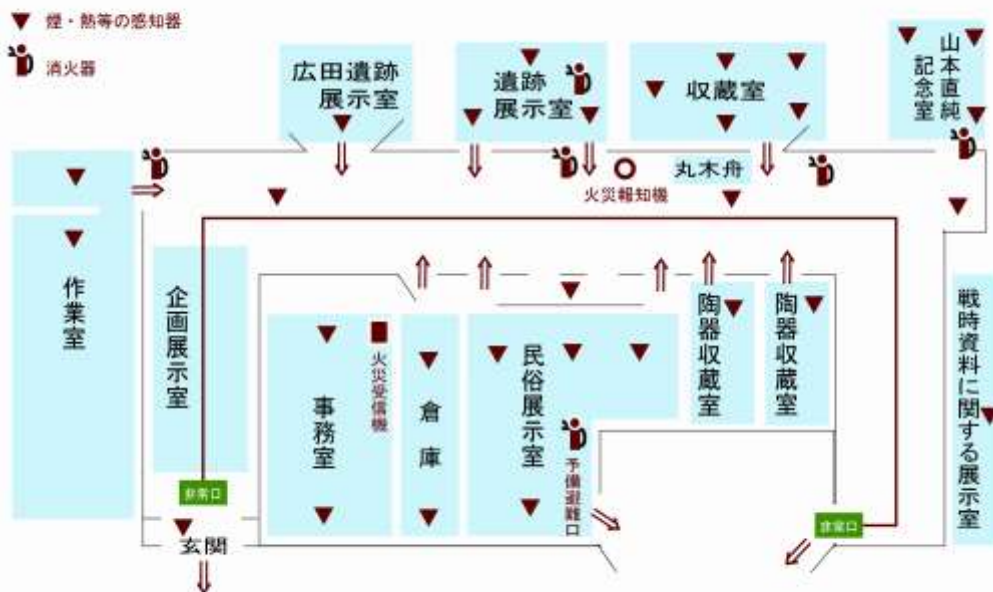 煙・熱等の感知器
消火器
広田遺跡
展示室
遺跡
展示室
収蔵室
山本直純
記念室
丸木舟
火災報知機
作業室
企画展示室
事務室
火災受信機
倉庫
民俗展示室
予備避難口
陶器収蔵室
陶器収蔵室
戦時資料に関する展示室
非常口
非常口
玄関